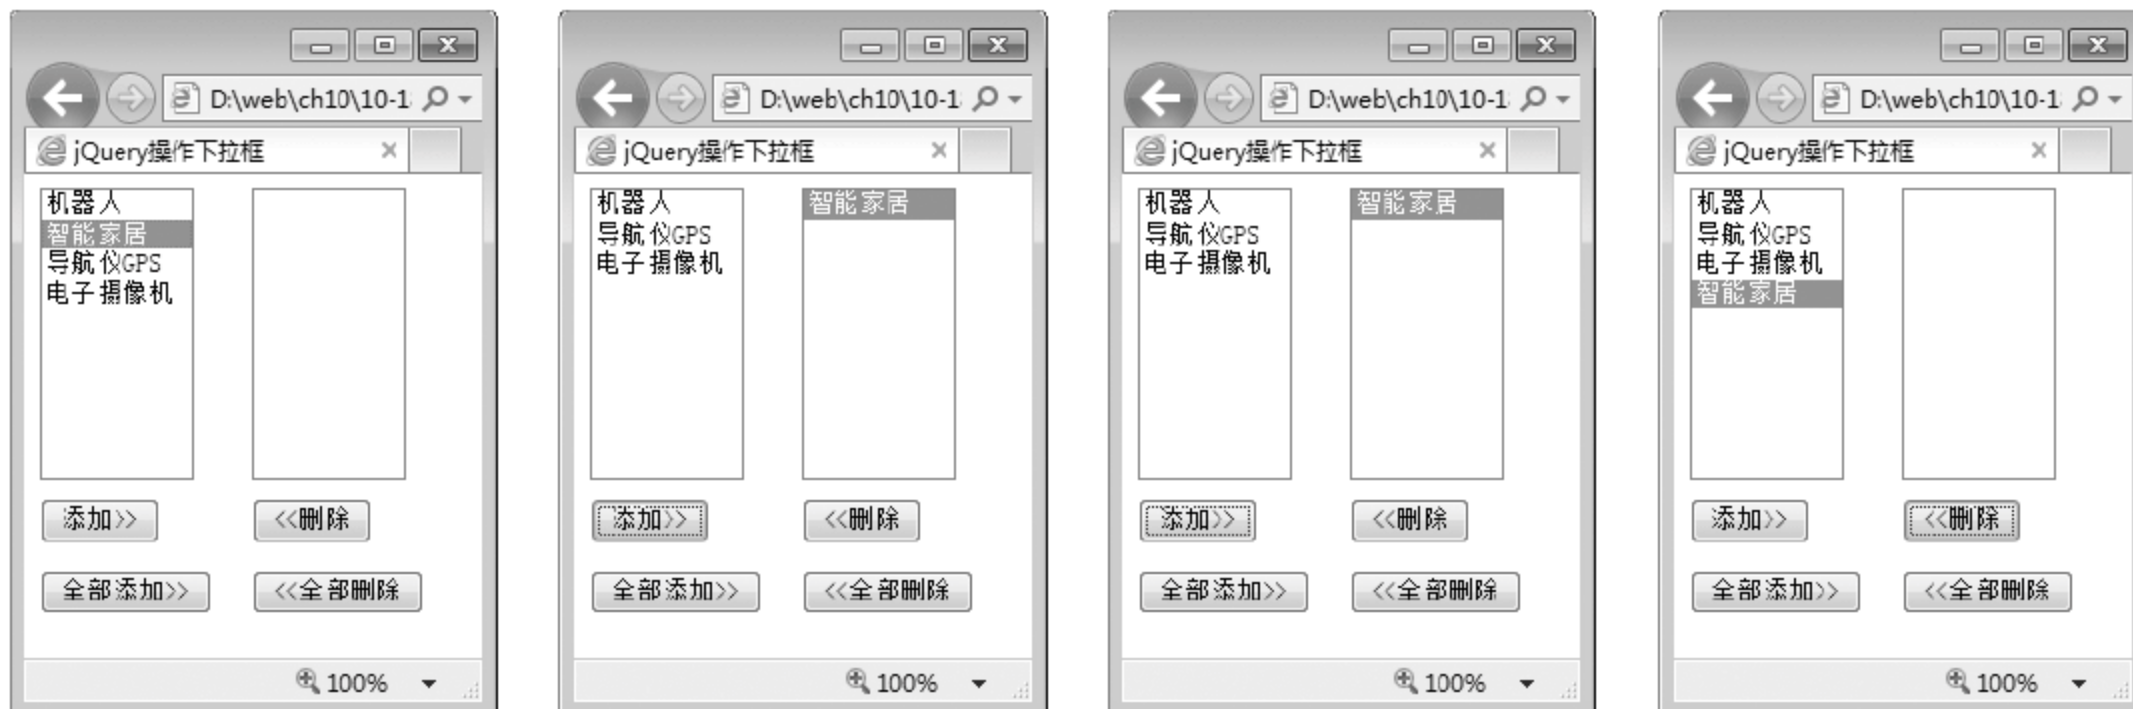 D:\web\ch10\10-1
jQuery操作下拉框
机器人
智能家居
导航仪GPS
电子摄像机
添加>> <<删除
全部添加>> <<全部删除
100%
D:\web\ch10\10-1
jQuery操作下拉框
机器人 智能家居
导航仪GPS
电子摄像机
添加>> <<删除
全部添加>> <<全部删除
100%
D:\web\ch10\10-1
jQuery操作下拉框
机器人 智能家居
导航仪GPS
电子摄像机
添加>> <<删除
全部添加>> <<全部删除
100%
D:\web\ch10\10-1
jQuery操作下拉框
机器人
导航仪GPS
电子摄像机
智能家居
添加>> <<删除
全部添加>> <<全部删除
100%